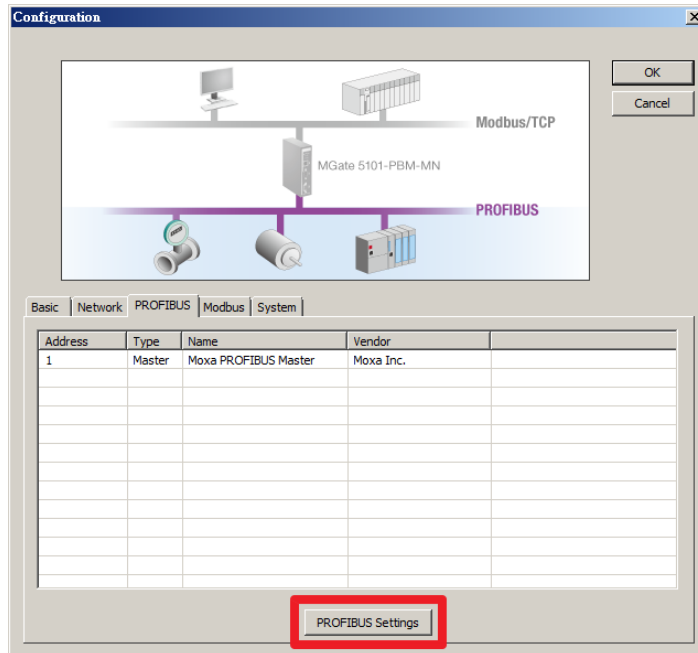 Configuration
OK
Cancel
Modbus/TCP
MGate 5101-PBM-MN
PROFIBUS
Basic Network PROFIBUS Modbus System
Address Type Name Vendor
1 Master Moxa PROFIBUS Master Moxa Inc.
PROFIBUS Settings